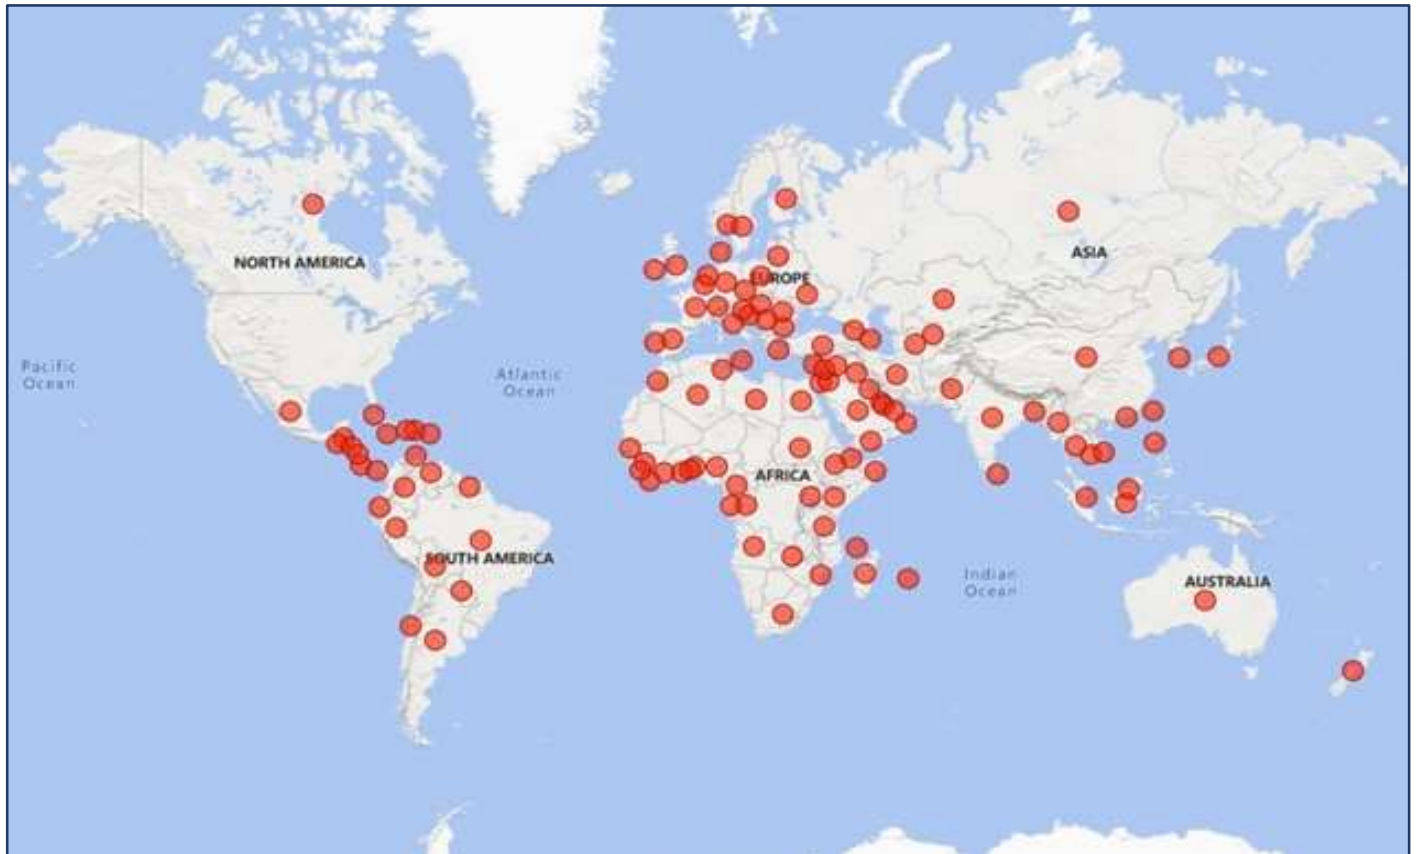 NORTH AMERICA
ASIA
EUROPE
Pacific
Ocean
Atlantic
Ocean
AFRICA
SOUTH AMERICA
Indian
Ocean
AUSTRALIA